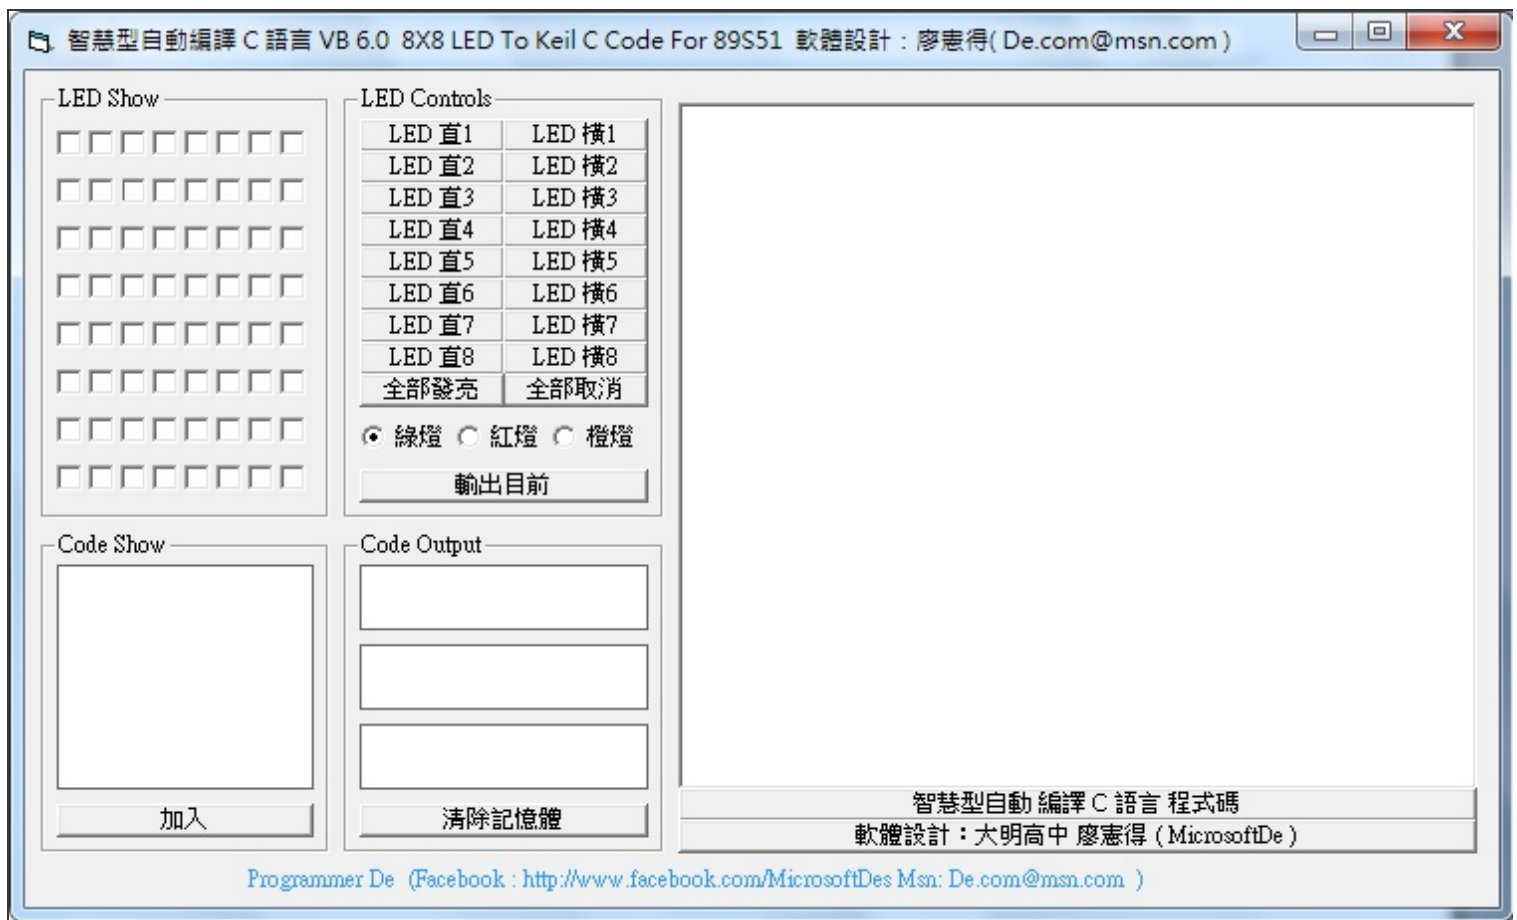 智慧型自動編譯 C 語言 VB 6.0  8X8 LED To Keil C Code For 89S51  軟體設計：廖憲得( De.com@msn.com )
LED Show
LED Controls
LED 直1
LED 橫1
LED 直2
LED 橫2
LED 直3
LED 橫3
LED 直4
LED 橫4
LED 直5
LED 橫5
LED 直6
LED 橫6
LED 直7
LED 橫7
LED 直8
LED 橫8
全部發亮
全部取消
綠燈
紅燈
橙燈
輸出目前
Code Show
加入
Code Output
清除記憶體
智慧型自動 編譯 C 語言 程式碼
軟體設計：大明高中 廖憲得 ( MicrosoftDe )
Programmer De  (Facebook : http://www.facebook.com/MicrosoftDes Msn: De.com@msn.com  )